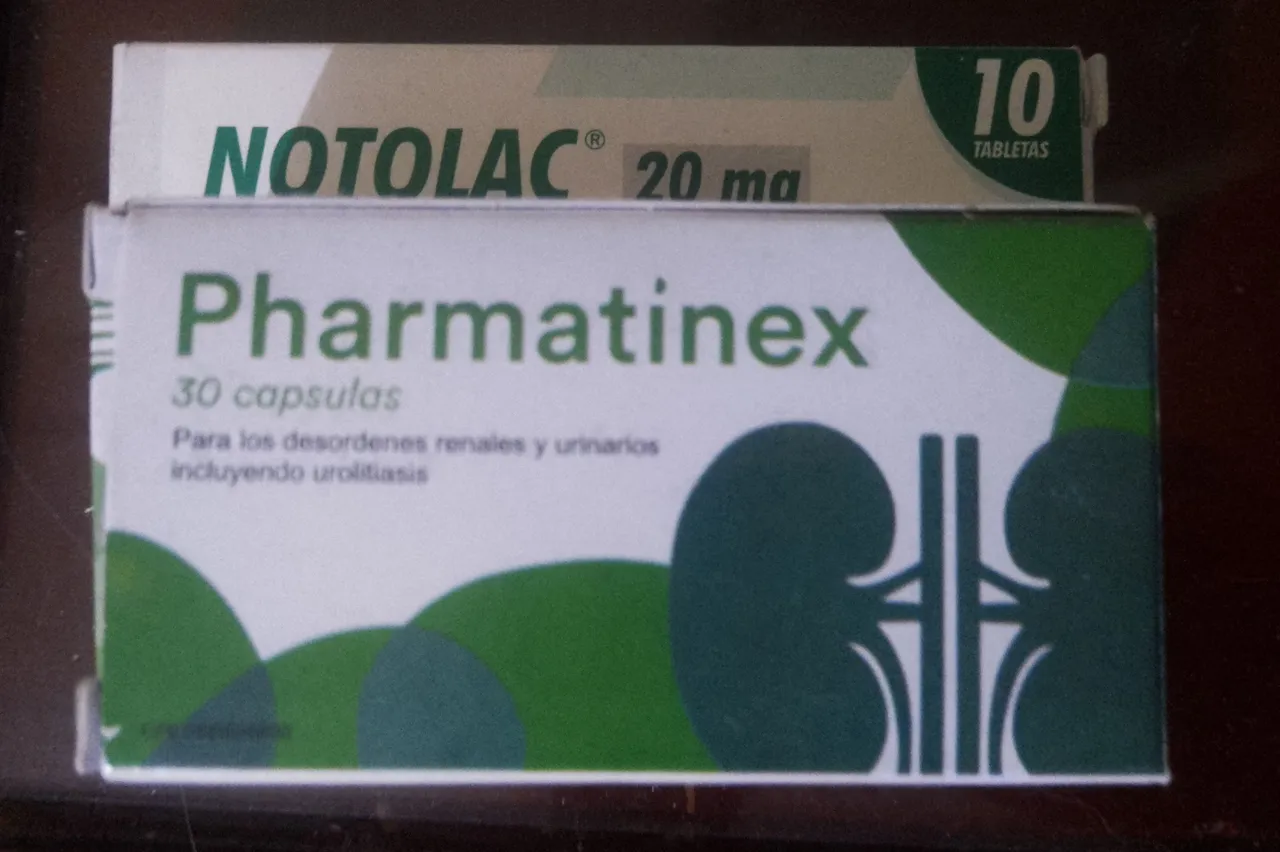 10
TABLETAS
NOTOLAC® 20 mg
Pharmatinex
30 capsulas
Para los desordenes renales y urinarios
incluyendo urolitiasis